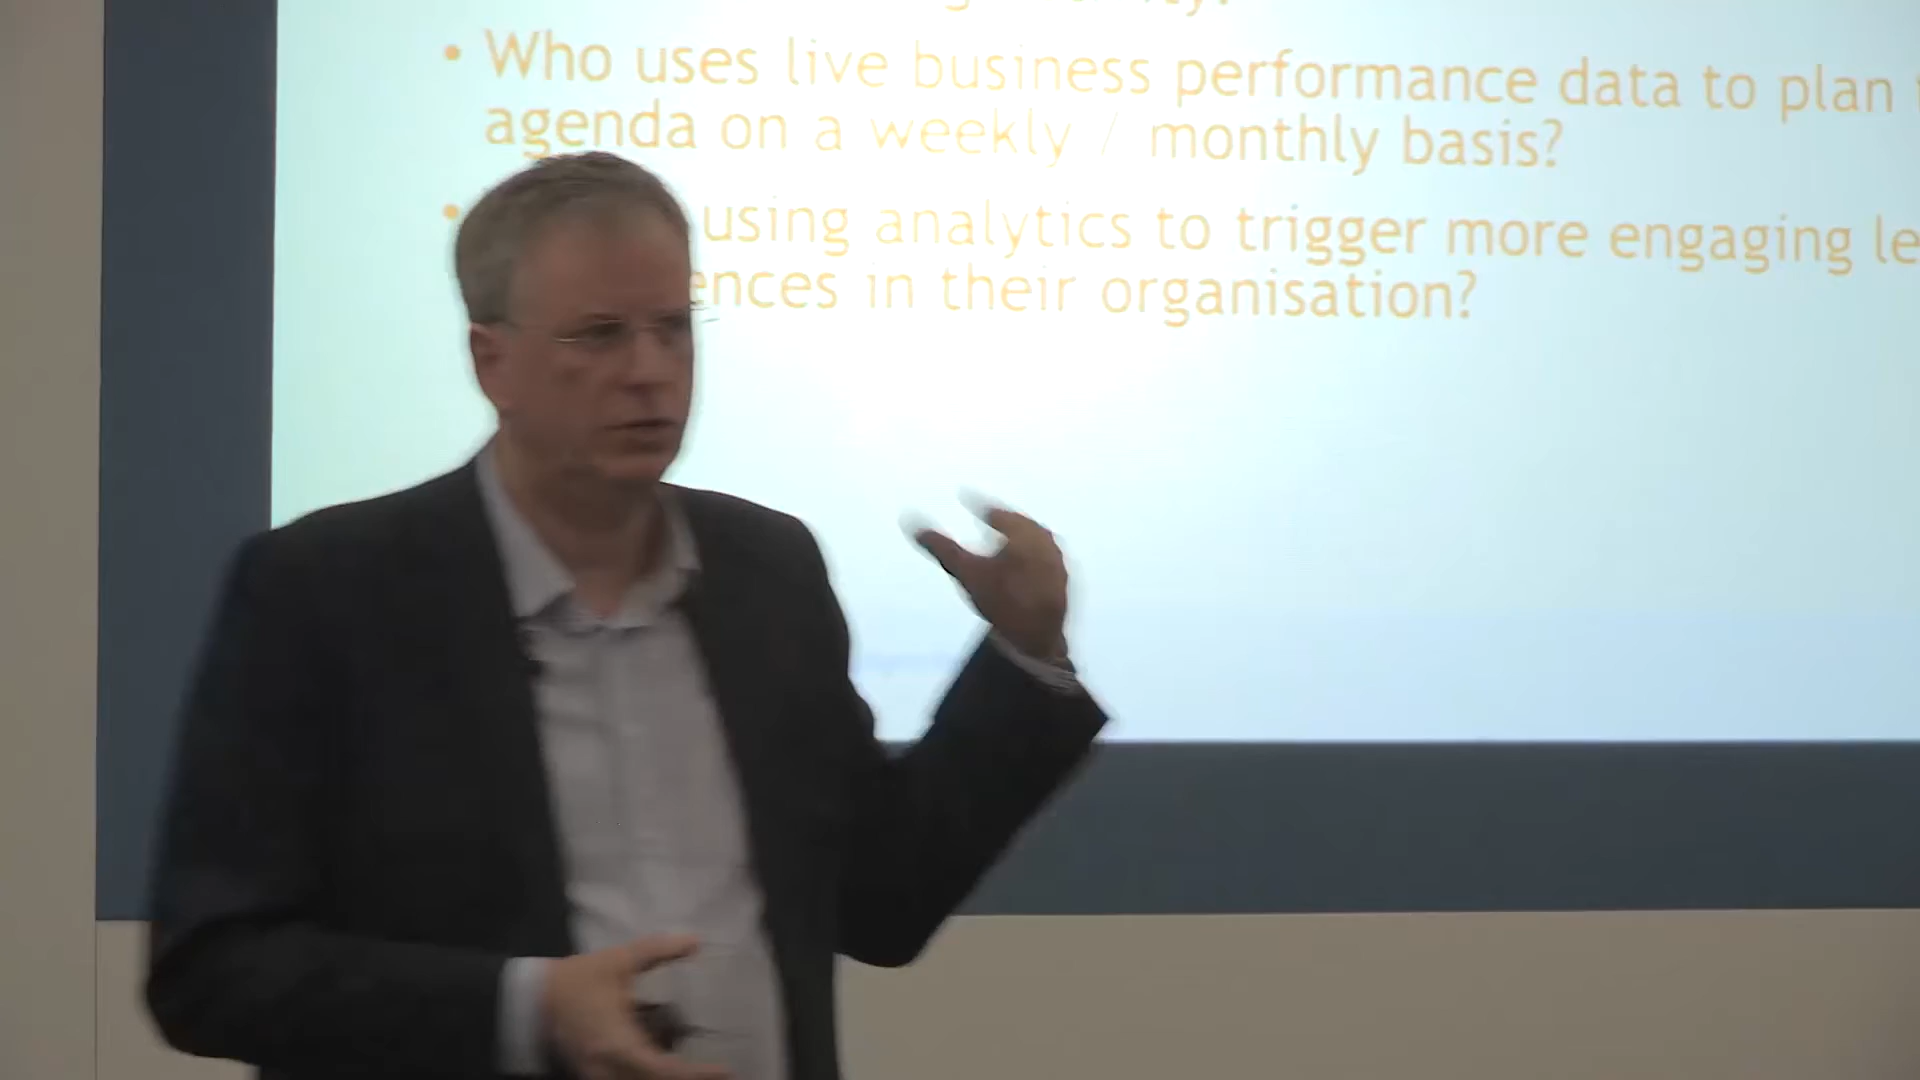 • Who uses live business performance data to plan
agenda on a weekly / monthly basis?
• using analytics to trigger more engaging
in their organisation?